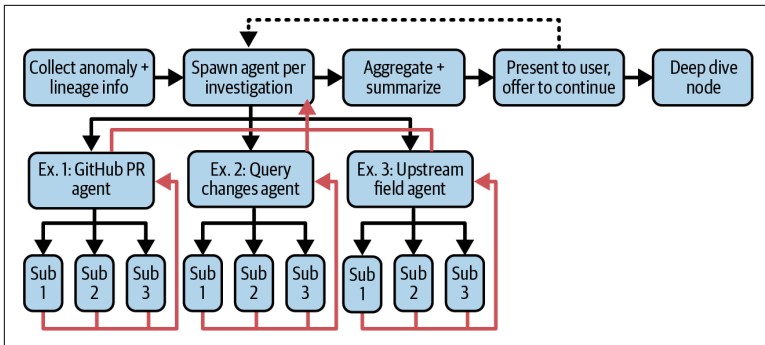 Collect anomaly +
lineage info
Spawn agent per
investigation
Aggregate +
summarize
Present to user,
offer to continue
Deep dive
node
Ex. 1: GitHub PR
agent
Ex. 2: Query
changes agent
Ex. 3: Upstream
field agent
Sub
1
Sub
2
Sub
3
Sub
1
Sub
2
Sub
3
Sub
1
Sub
2
Sub
3